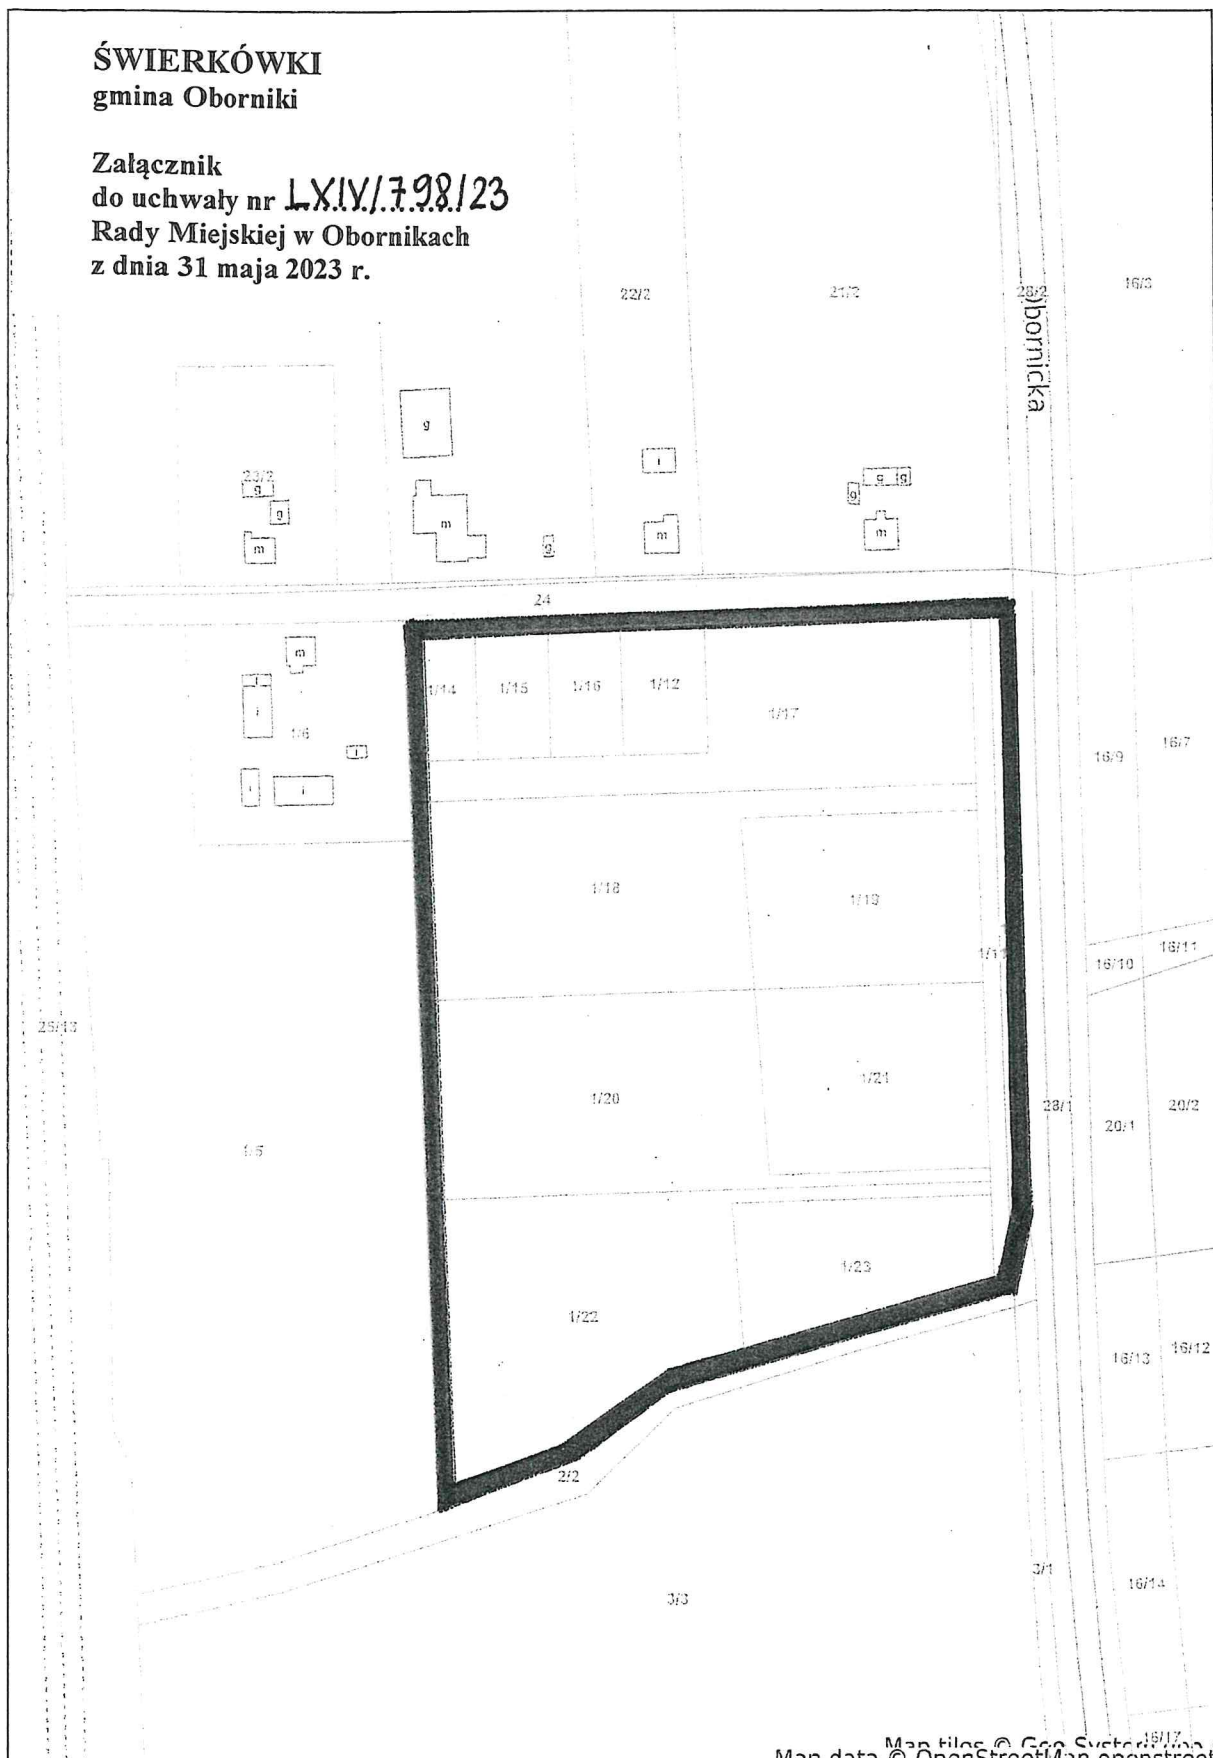 ŚWIERKÓWKI
gmina Oborniki
Załącznik
do uchwały nr LXIV/798/23
Rady Miejskiej w Obornikach
z dnia 31 maja 2023 r.
22/2
21/2
28/2
16/3
Obornicka
g
i
23/2
g
g
g
g
g
m
m
g
m
m
24
m
i
1/14
1/15
1/16
1/12
1/17
i
1/6
i
16/9
16/7
i
i
1/18
1/19
1/11
16/10
16/11
25/13
1/20
1/21
28/1
20/1
20/2
1/5
1/23
1/22
16/13
16/12
2/2
3/3
3/1
16/14
16/17
Map tiles © Geo-System
Map data © OpenStreetMap openstreet